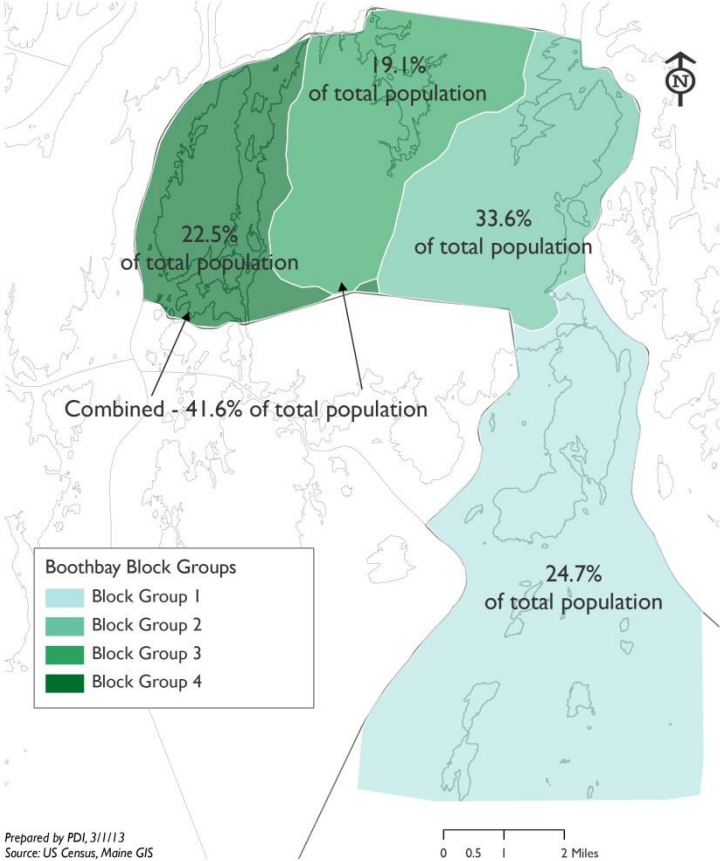 19.1%
of total population
N
33.6%
of total population
22.5%
of total population
Combined - 41.6% of total population
24.7%
of total population
Boothbay Block Groups
Block Group 1
Block Group 2
Block Group 3
Block Group 4
Prepared by PDI, 3/1/13
Source: US Census, Maine GIS
0 0.5 1 2 Miles